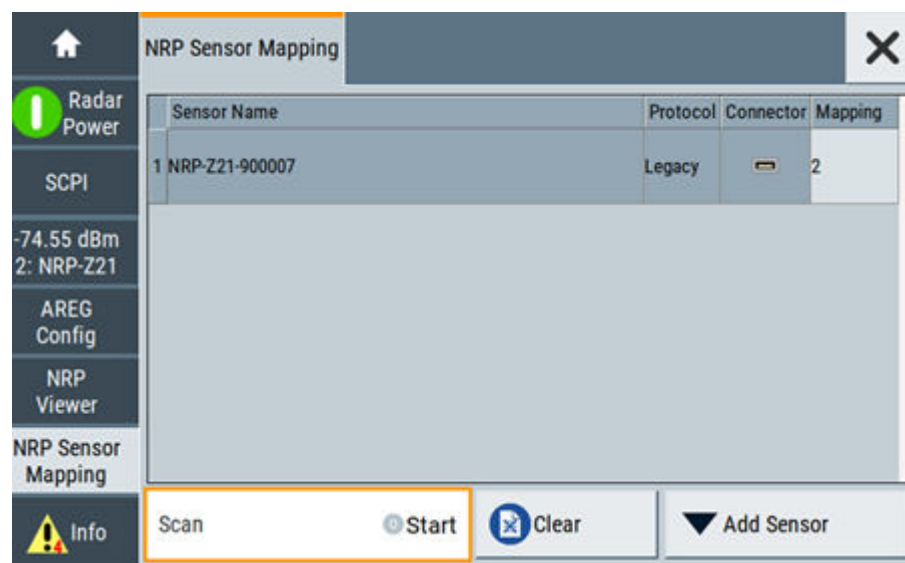 NRP Sensor Mapping
Radar
Power
SCPI
-74.55 dBm
2: NRP-Z21
AREG
Config
NRP
Viewer
NRP Sensor
Mapping
4
Info
Sensor Name Protocol Connector Mapping
1 NRP-Z21-900007 Legacy 2
Scan Start Clear Add Sensor